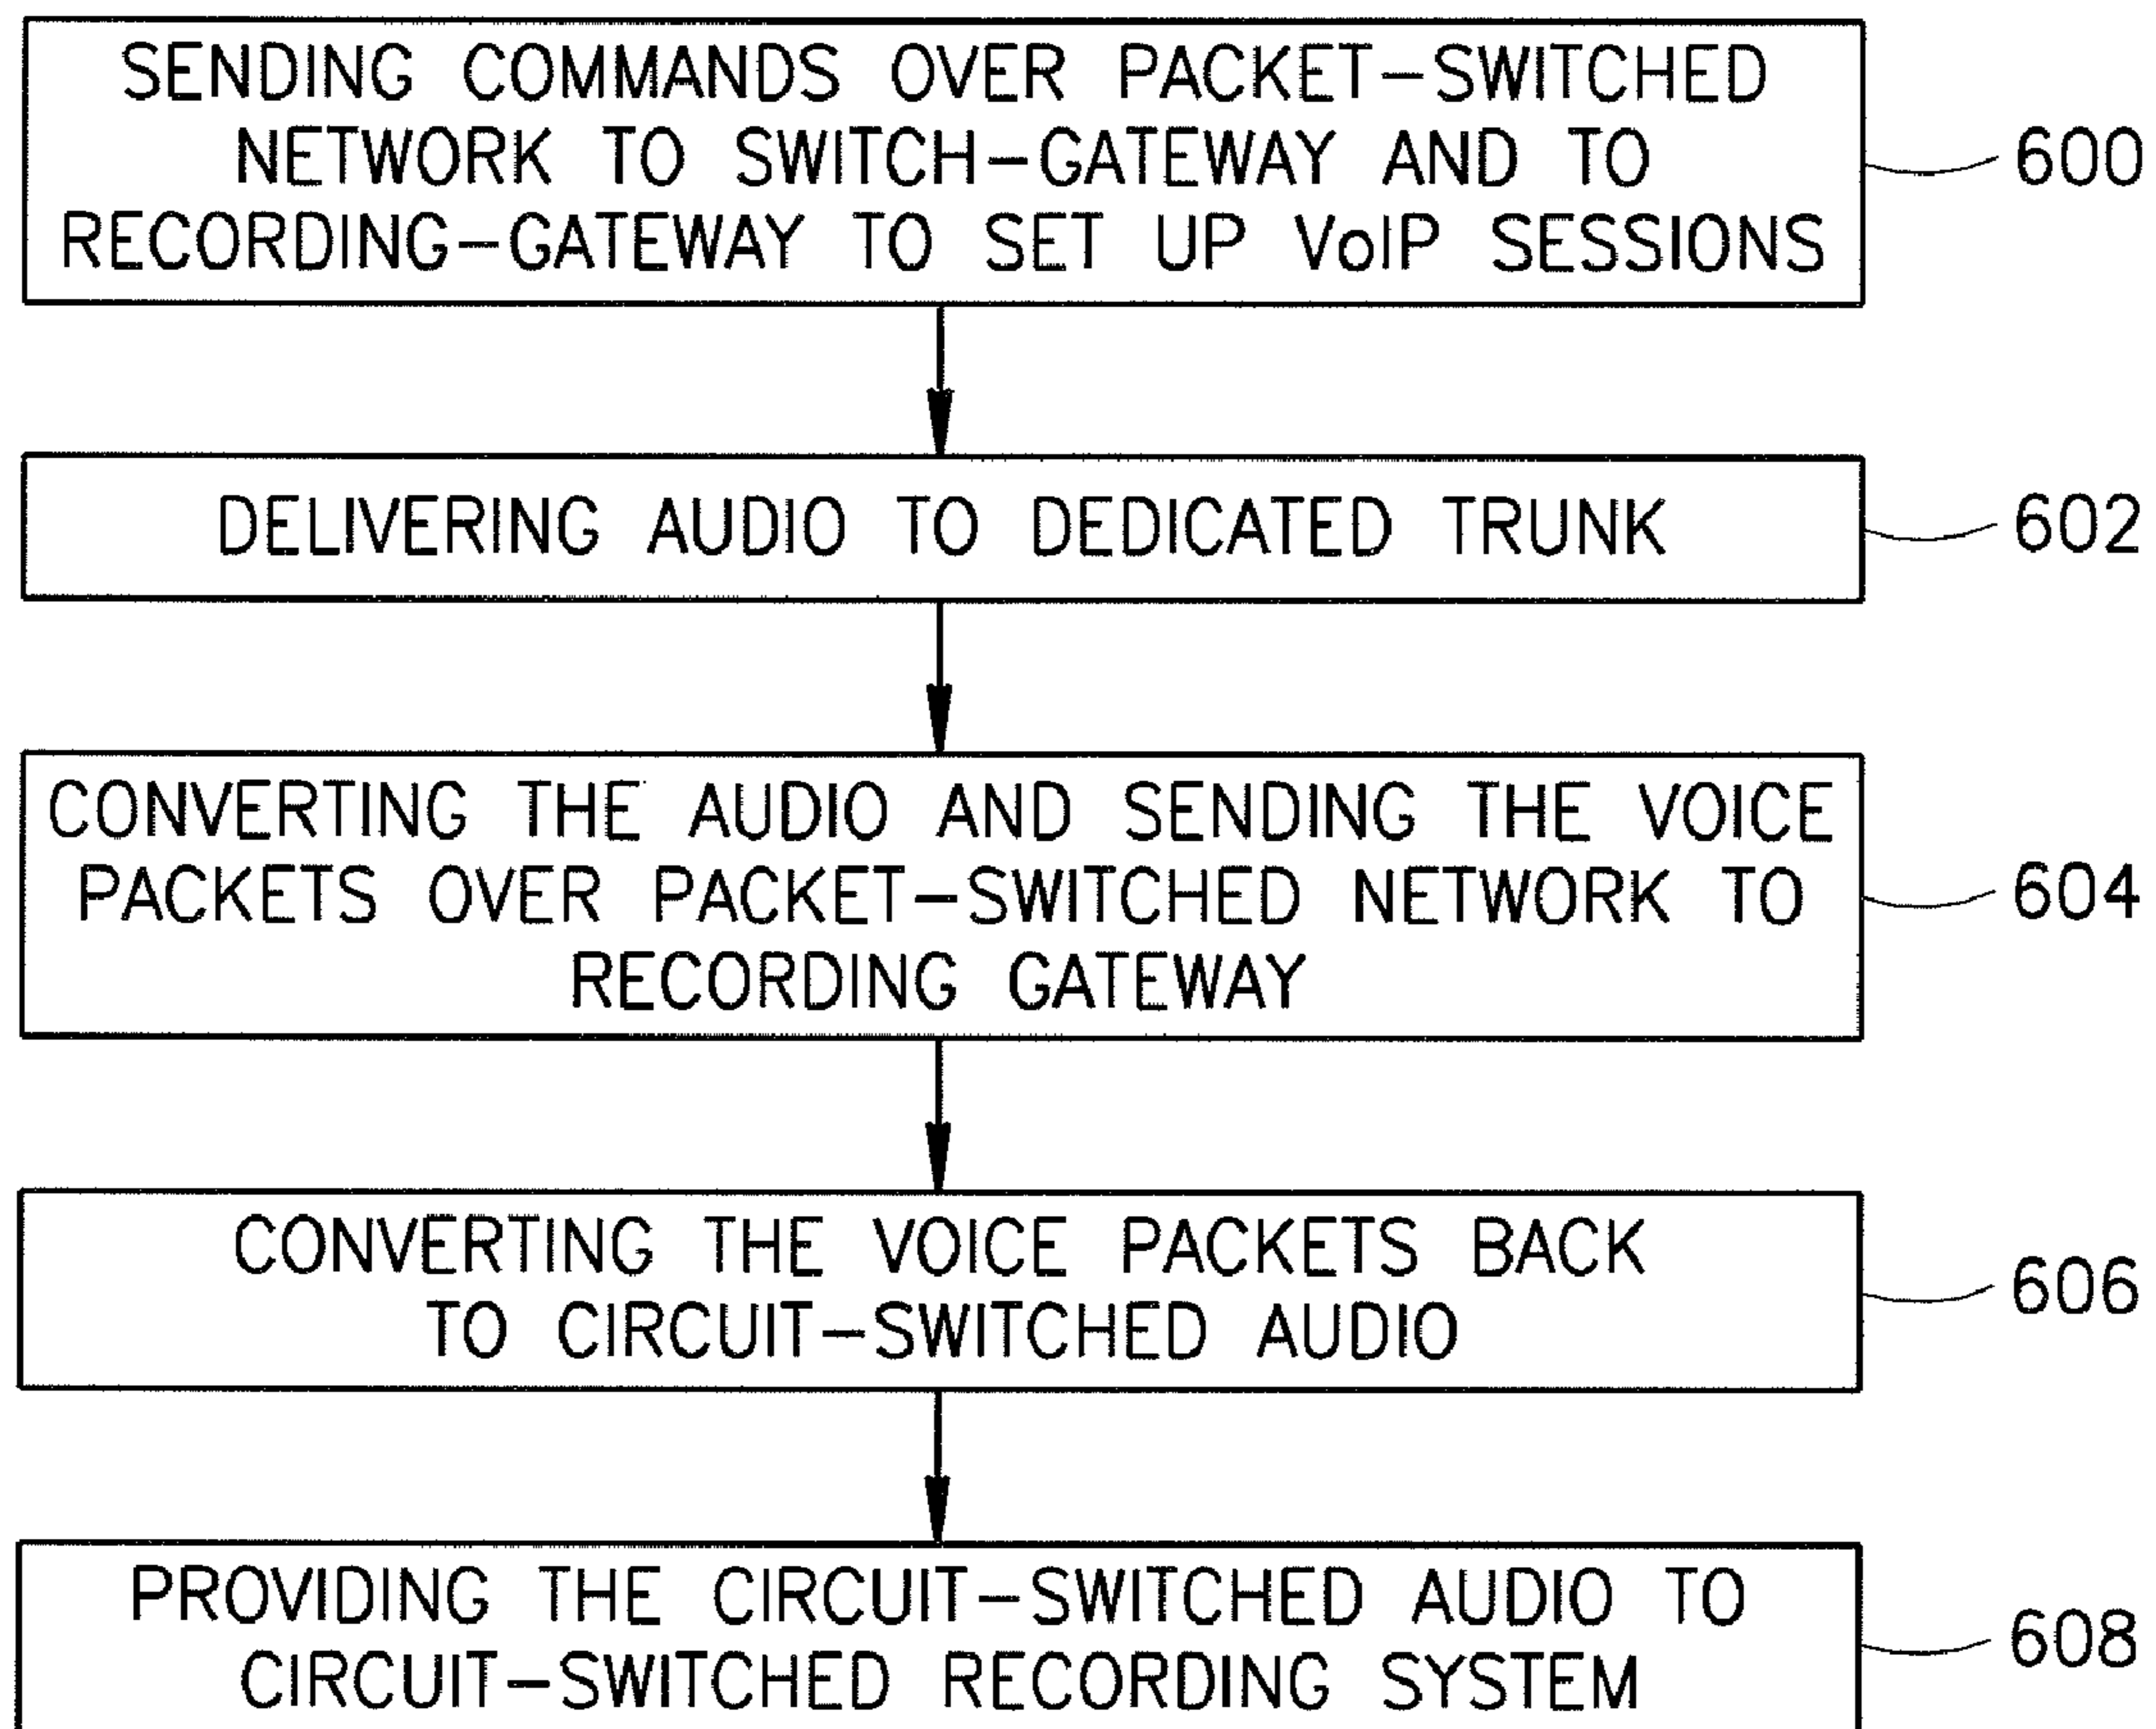 SENDING COMMANDS OVER PACKET-SWITCHED
NETWORK TO SWITCH-GATEWAY AND TO
RECORDING-GATEWAY TO SET UP VoIP SESSIONS
600
DELIVERING AUDIO TO DEDICATED TRUNK
602
CONVERTING THE AUDIO AND SENDING THE VOICE
PACKETS OVER PACKET-SWITCHED NETWORK TO
RECORDING GATEWAY
604
CONVERTING THE VOICE PACKETS BACK
TO CIRCUIT-SWITCHED AUDIO
606
PROVIDING THE CIRCUIT-SWITCHED AUDIO TO
CIRCUIT-SWITCHED RECORDING SYSTEM
608